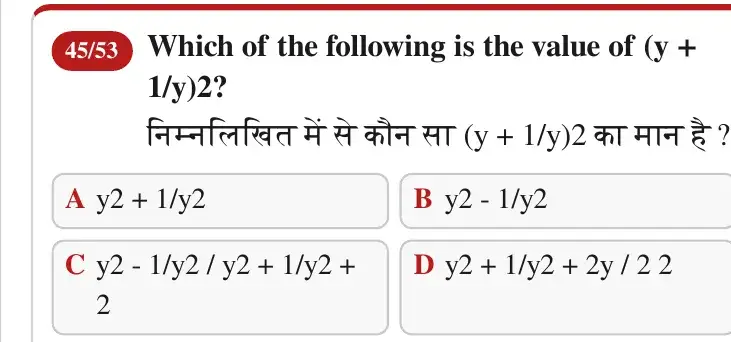 45/53 Which of the following is the value of (y +
1/y)2?
निम्नलिखित में से कौन सा (y + 1/y)2 का मान है ?
A y2 + 1/y2
B y2 - 1/y2
C y2 - 1/y2 / y2 + 1/y2 +
2
D y2 + 1/y2 + 2y / 2 2